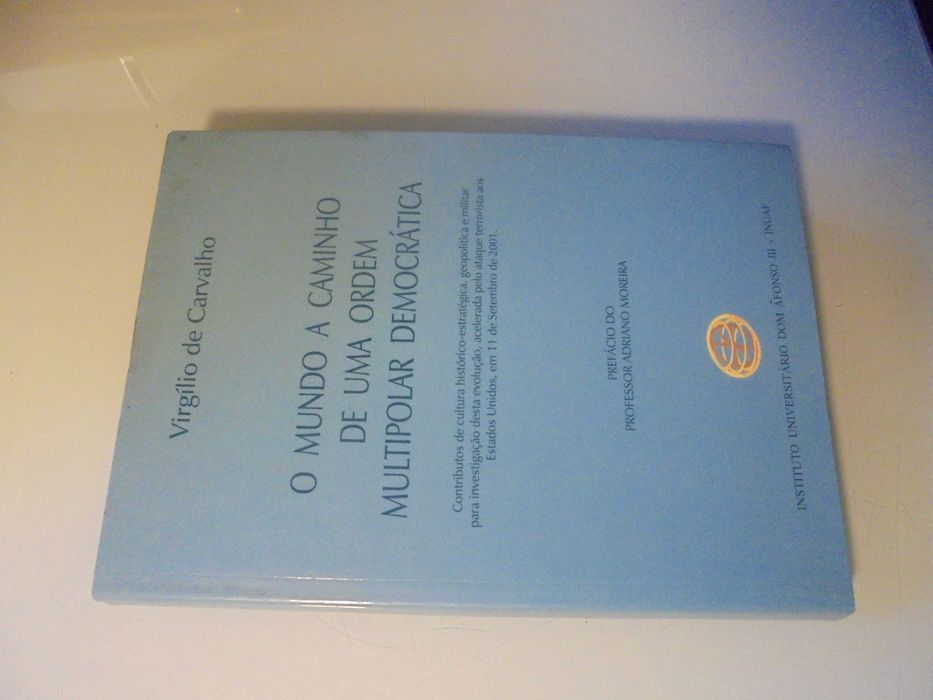 Virgílio de Carvalho
O MUNDO A CAMINHO
DE UMA ORDEM
MULTIPOLAR DEMOCRÁTICA
Contributos de cultura histórico-estratégica, geopolítica e militar
para investigação desta evolução, acelerada pelo ataque terrorista aos
Estados Unidos, em 11 de Setembro de 2001.
PREFÁCIO DO
PROFESSOR ADRIANO MOREIRA
INSTITUTO UNIVERSITÁRIO DOM AFONSO III · INUAF